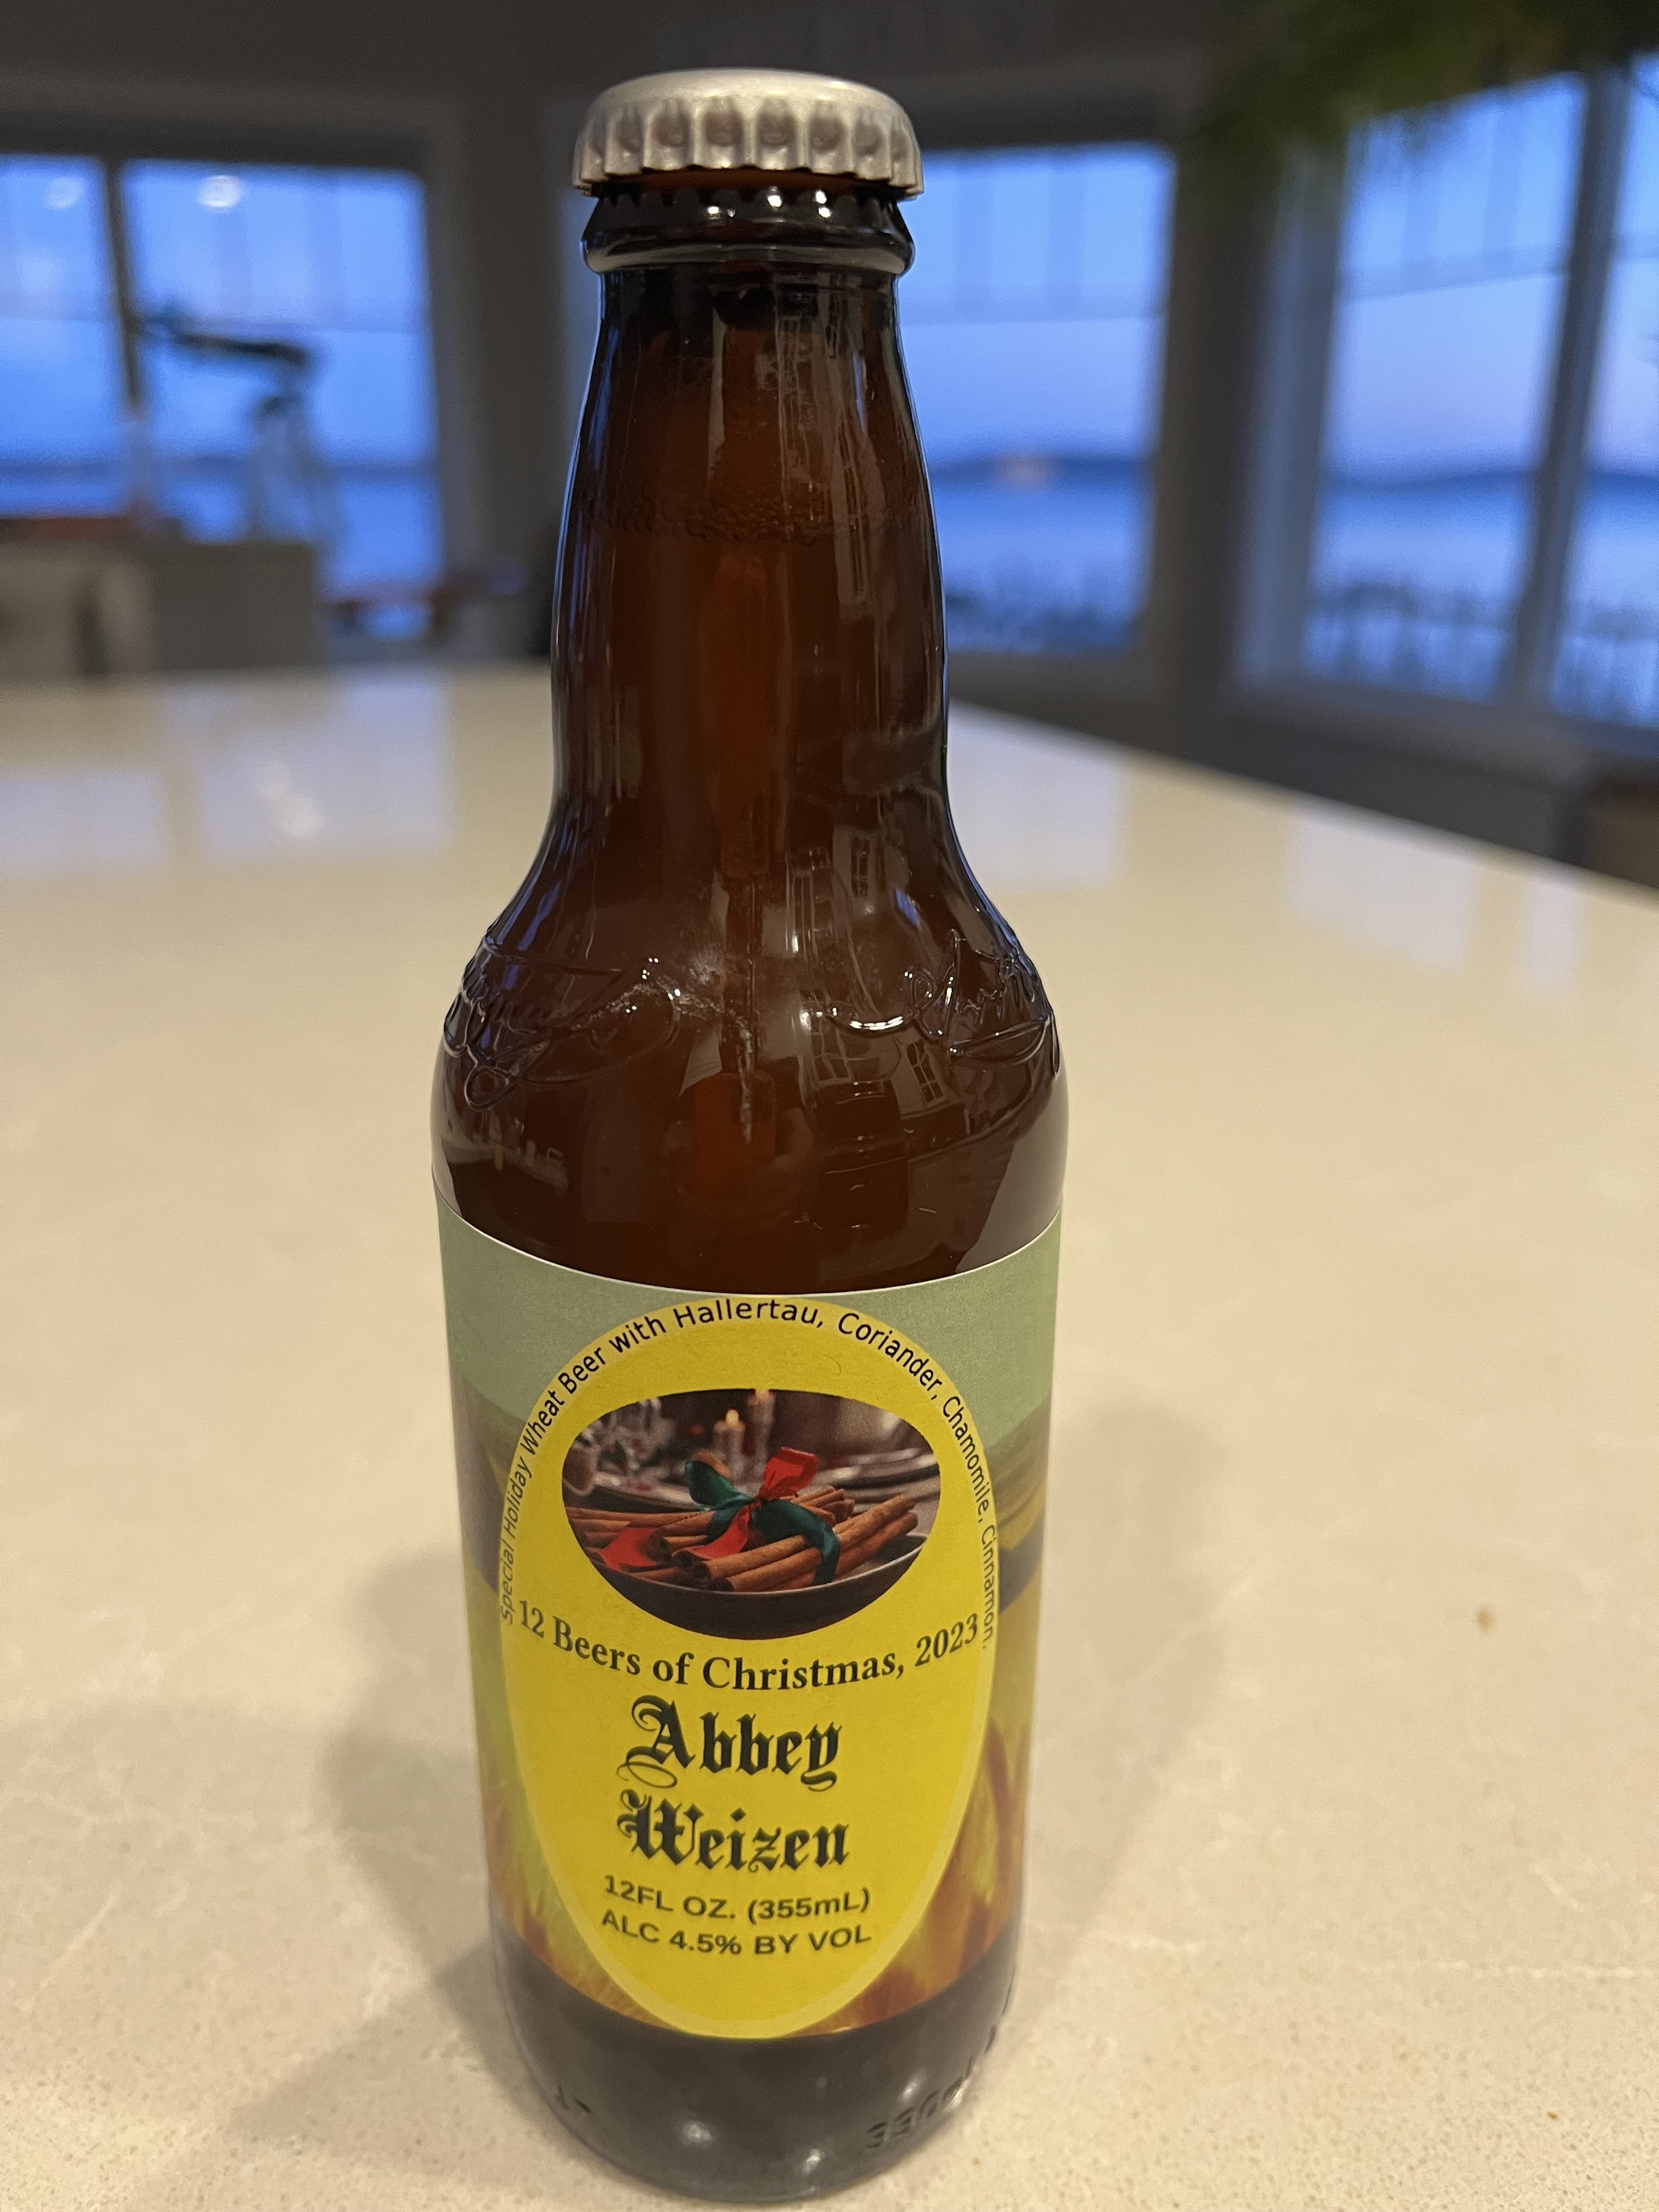 Special Holiday Wheat Beer with Hallertau, Coriander, Chamomile, Cinnamon,
12 Beers of Christmas, 2023
Abbey
Weizen
12FL OZ. (355mL)
ALC 4.5% BY VOL